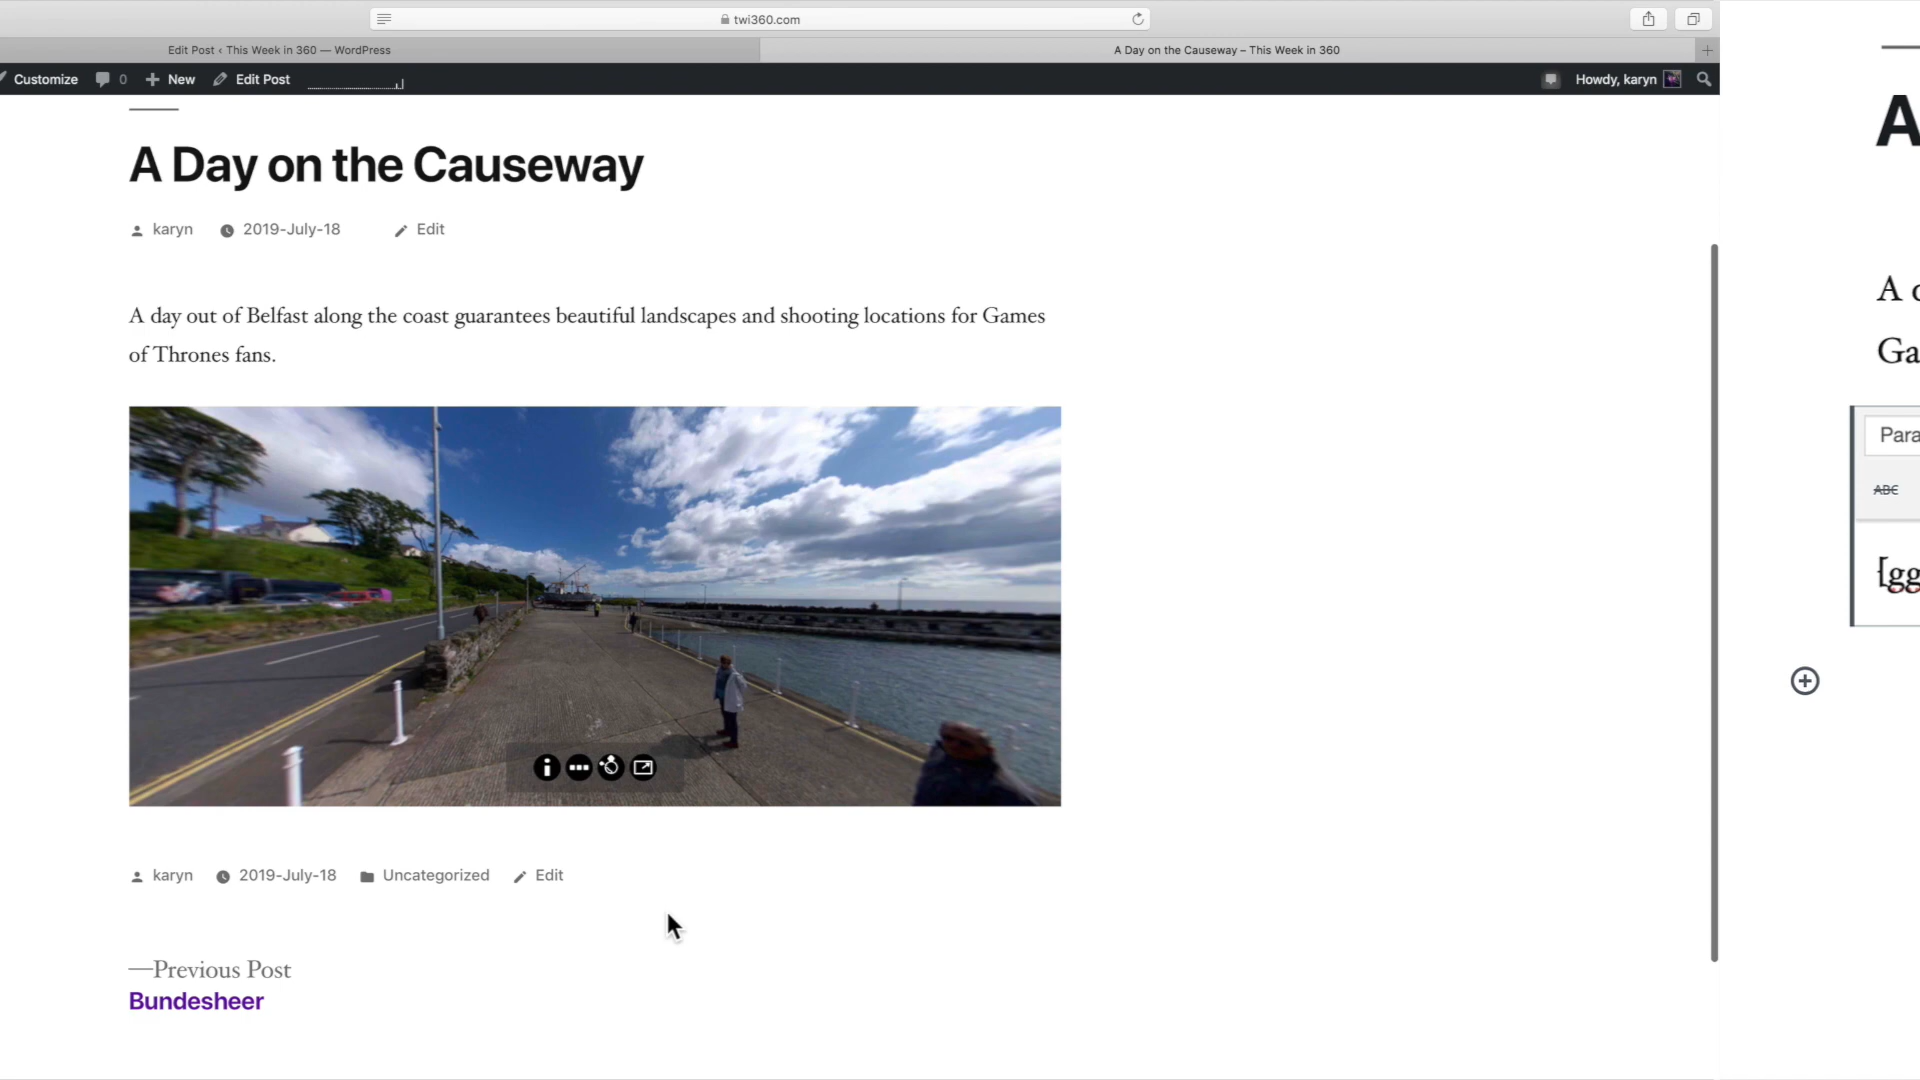 twi360.com
Edit Post ‹ This Week in 360 — WordPress
A Day on the Causeway – This Week in 360
Customize 0 New Edit Post
Howdy, karyn
A Day on the Causeway
karyn 2019-July-18 Edit
A day out of Belfast along the coast guarantees beautiful landscapes and shooting locations for Games
of Thrones fans.
karyn 2019-July-18 Uncategorized Edit
—Previous Post
Bundesheer
A
A
Ga
Para
ABC
[gg